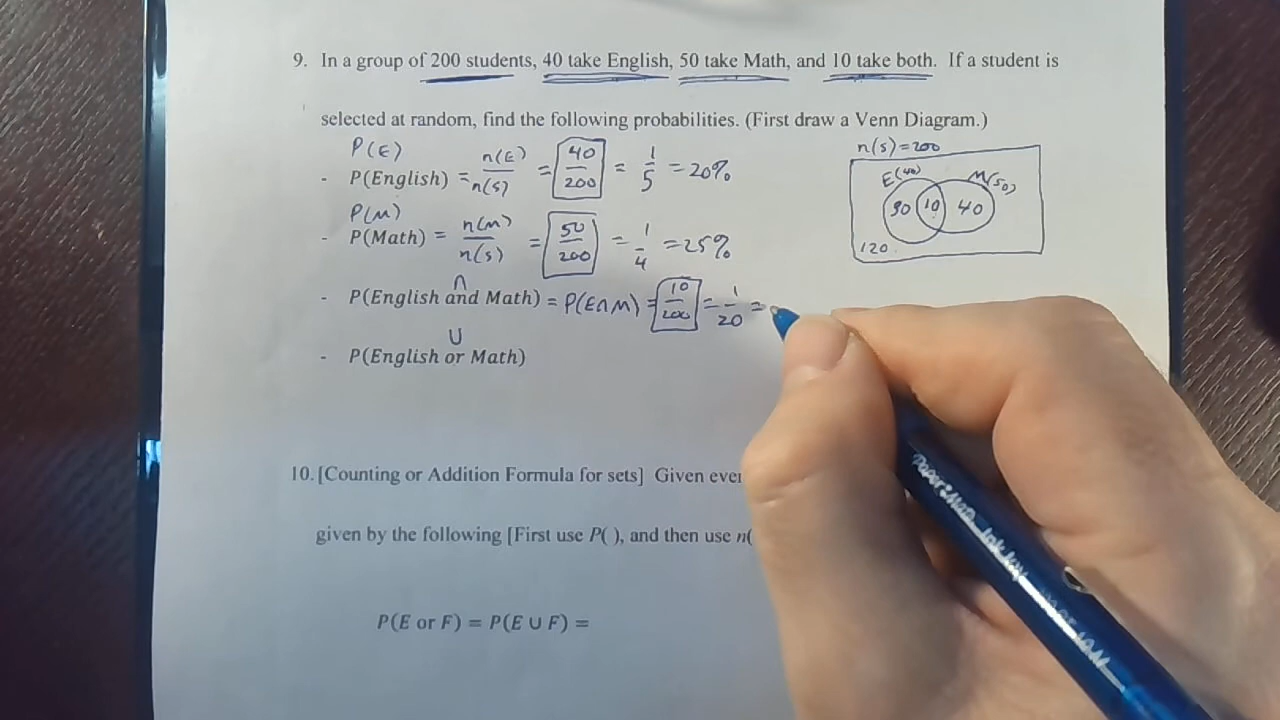 9. In a group of 200 students, 40 take English, 50 take Math, and 10 take both. If a student is
selected at random, find the following probabilities. (First draw a Venn Diagram.)
n(s)=200
P(E)
- P(English) = n(E)/n(s) = 40/200 = 1/5 = 20%
E(40) M(50)
30 10 40
120
P(M)
- P(Math) = n(M)/n(s) = 50/200 = 1/4 = 25%
∩
- P(English and Math) = P(E∩M) = 10/200 = 1/20 =
∪
- P(English or Math)
10. [Counting or Addition Formula for sets] Given
given by the following [First use P( ), and then use n(
P(E or F) = P(E ∪ F) =
InkJoy